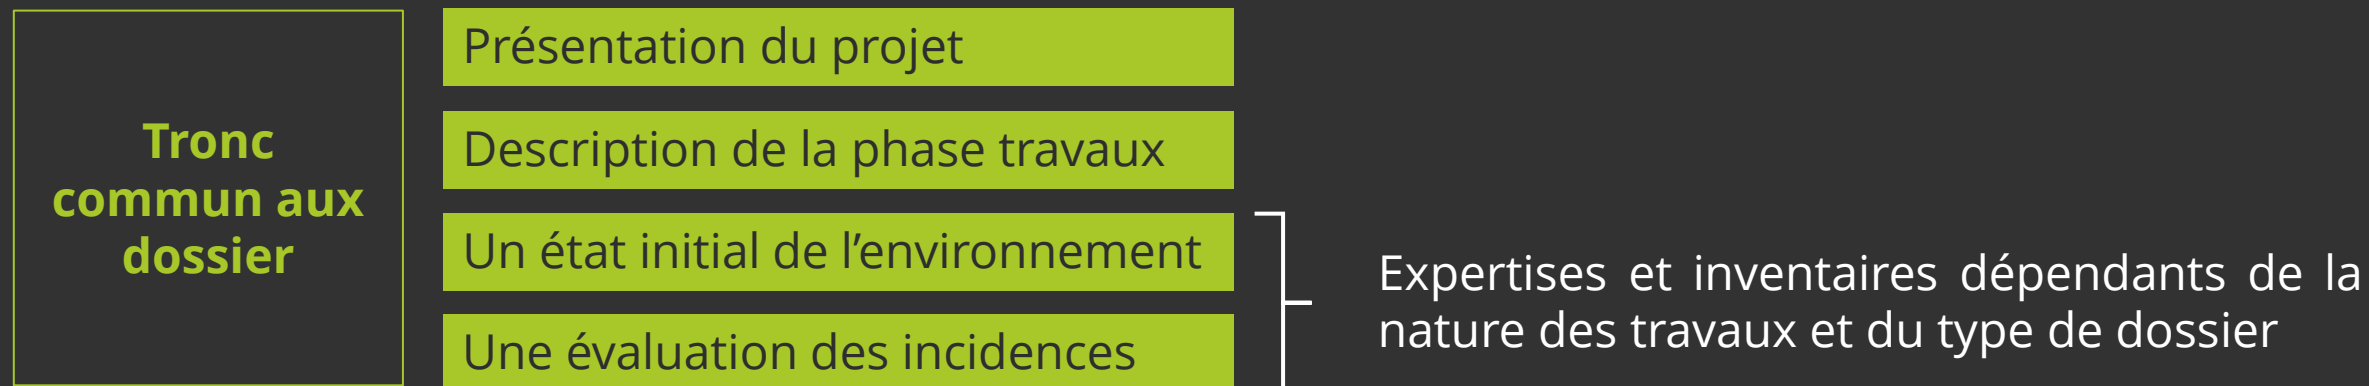 Tronc
commun aux
dossier
Présentation du projet
Description de la phase travaux
Un état initial de l’environnement
Une évaluation des incidences
Expertises et inventaires dépendants de la
nature des travaux et du type de dossier